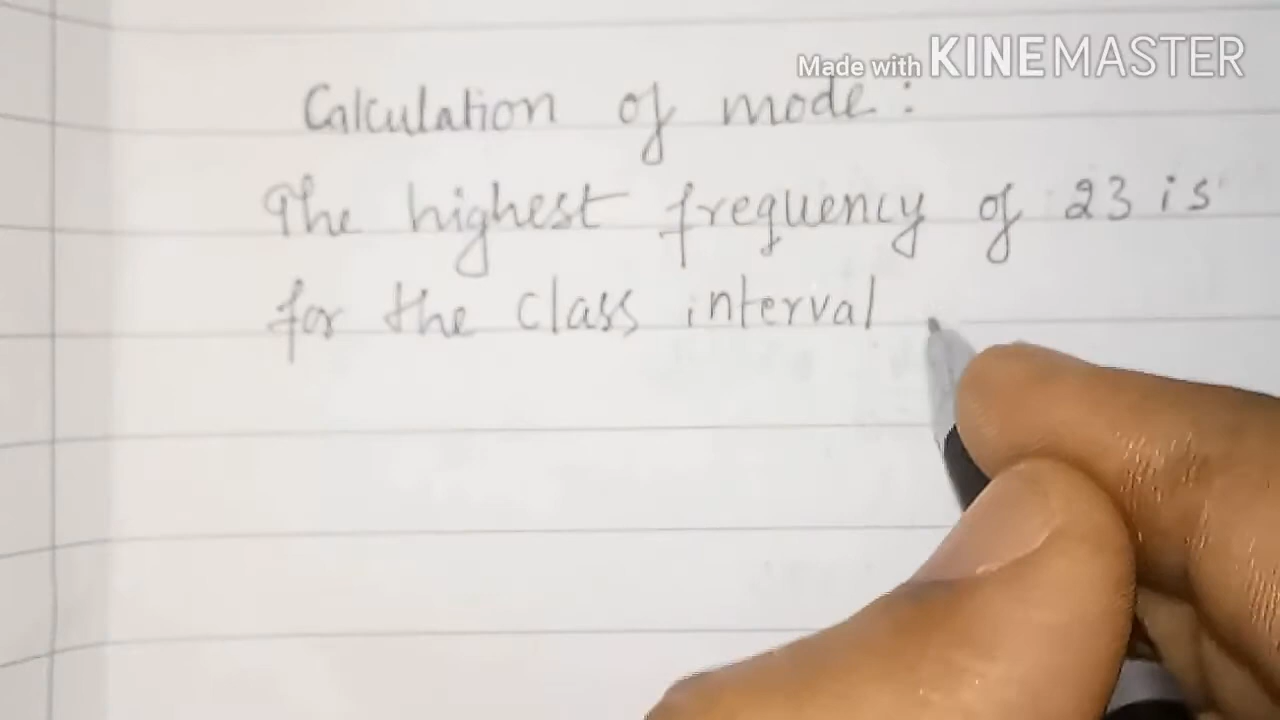 Made with KINEMASTER
Calculation of mode:
The highest frequency of 23 is
for the class interval